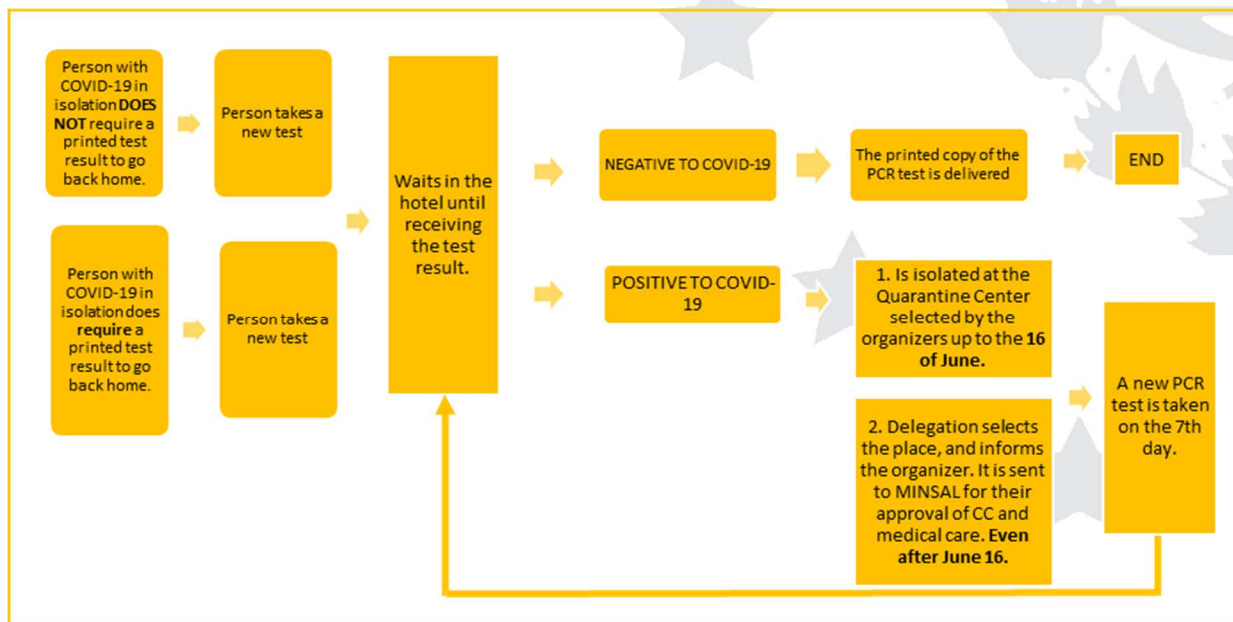 Person with
COVID-19 in
isolation DOES
NOT require a
printed test
result to go
back home.
Person takes a
new test
Person with
COVID-19 in
isolation does
require a
printed test
result to go
back home.
Person takes a
new test
Waits in the
hotel until
receiving
the test
result.
NEGATIVE TO COVID-19
The printed copy of the
PCR test is delivered
END
POSITIVE TO COVID-
19
1. Is isolated at the
Quarantine Center
selected by the
organizers up to the 16
of June.
2. Delegation selects
the place, and informs
the organizer. It is sent
to MINSAL for their
approval of CC and
medical care. Even
after June 16.
A new PCR
test is taken
on the 7th
day.